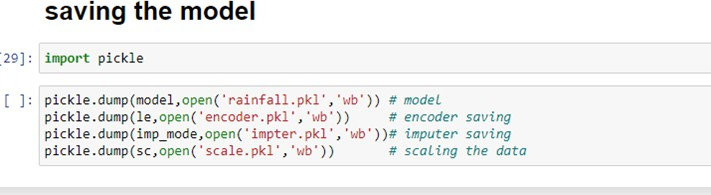 saving the model
[29]: import pickle
[ ]: pickle.dump(model,open('rainfall.pkl','wb')) # model
pickle.dump(le,open('encoder.pkl','wb')) # encoder saving
pickle.dump(imp_mode,open('impter.pkl','wb'))# imputer saving
pickle.dump(sc,open('scale.pkl','wb')) # scaling the data